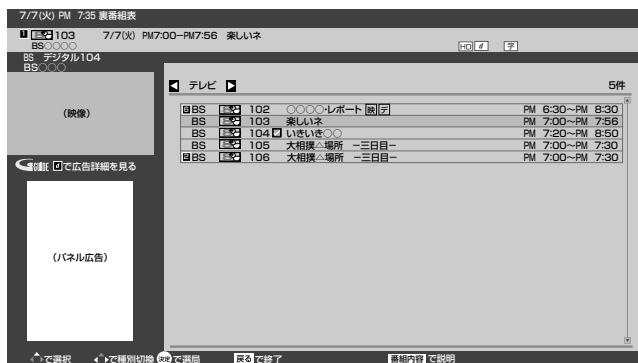 7/7(火) PM 7:35 裏番組表
1 103 7/7(火) PM7:00−PM7:56 楽しいネ
BS○○○○ HD d 字
BS デジタル104
BS○○○
テレビ 5件
(映像)
BS 102 ○○○○・レポート 映 デ PM 6:30〜PM 8:30
BS 103 楽しいネ PM 7:00〜PM 7:56
BS 104 いきいき○○ PM 7:20〜PM 8:50
BS 105 大相撲△場所 −三日目− PM 7:00〜PM 7:30
BS 106 大相撲△場所 −三日目− PM 7:00〜PM 7:30
GUIDE dで広告詳細を見る
(パネル広告)
で選択 で種別切換 決定で選局 戻るで終了 番組内容で説明